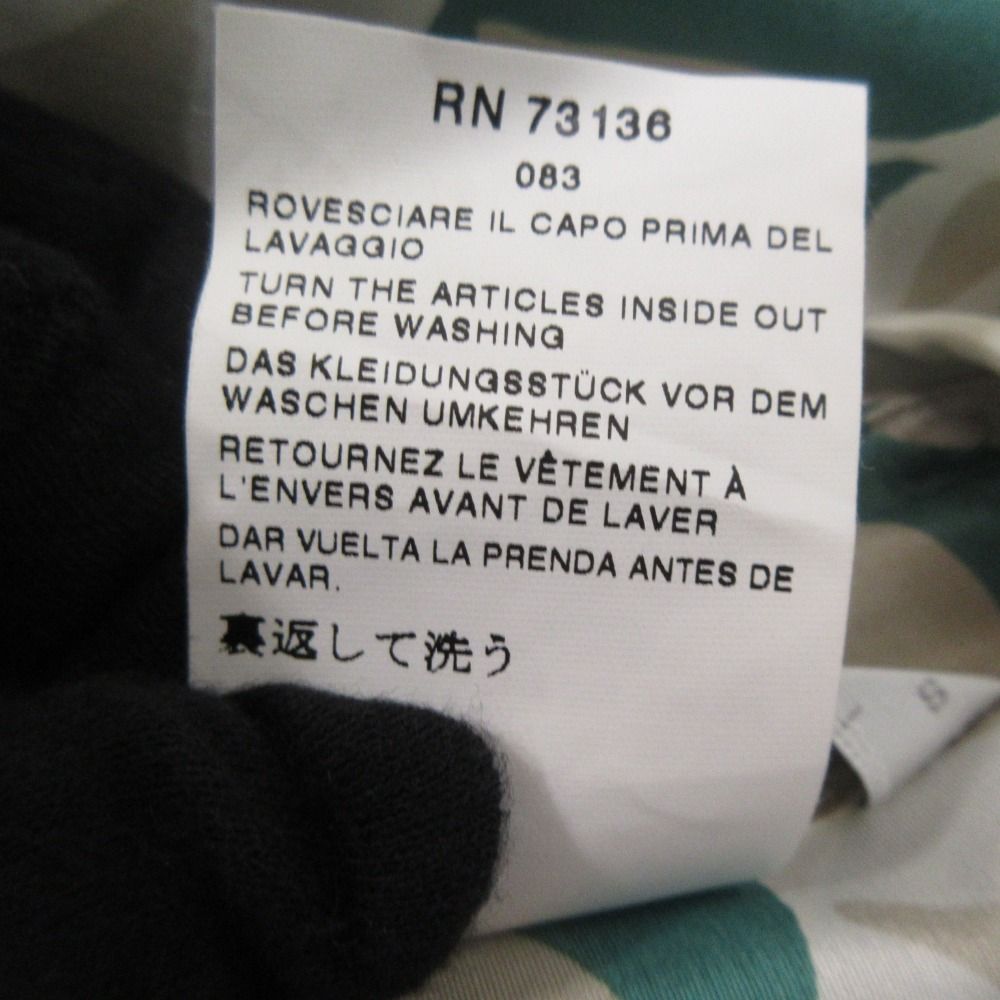 RN 73136
083
ROVESCIARE IL CAPO PRIMA DEL
LAVAGGIO
TURN THE ARTICLES INSIDE OUT
BEFORE WASHING
DAS KLEIDUNGSSTÜCK VOR DEM
WASCHEN UMKEHREN
RETOURNEZ LE VÊTEMENT À
L'ENVERS AVANT DE LAVER
DAR VUELTA LA PRENDA ANTES DE
LAVAR.
裏返して洗う